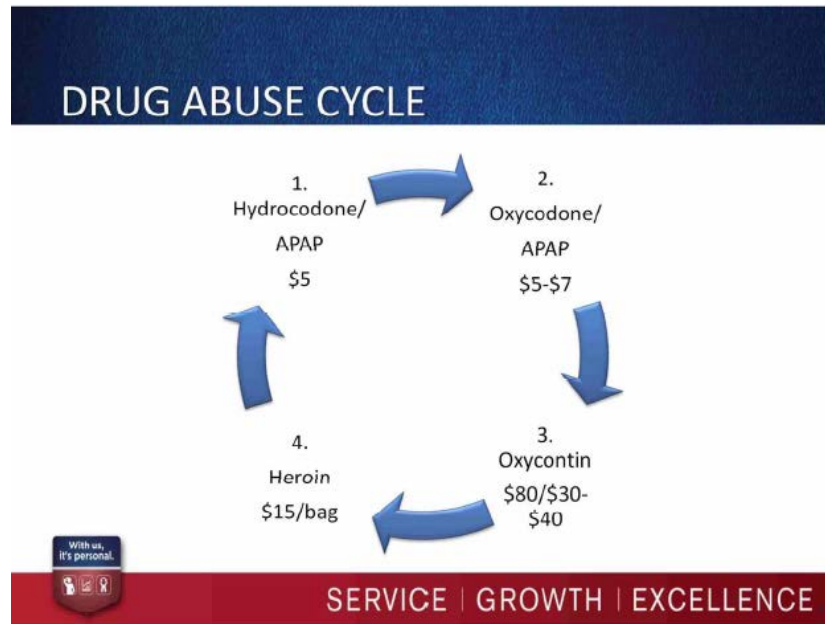 DRUG ABUSE CYCLE
1.
Hydrocodone/
APAP
$5
2.
Oxycodone/
APAP
$5-$7
3.
Oxycontin
$80/$30-
$40
4.
Heroin
$15/bag
With us,
it's personal.
SERVICE | GROWTH | EXCELLENCE